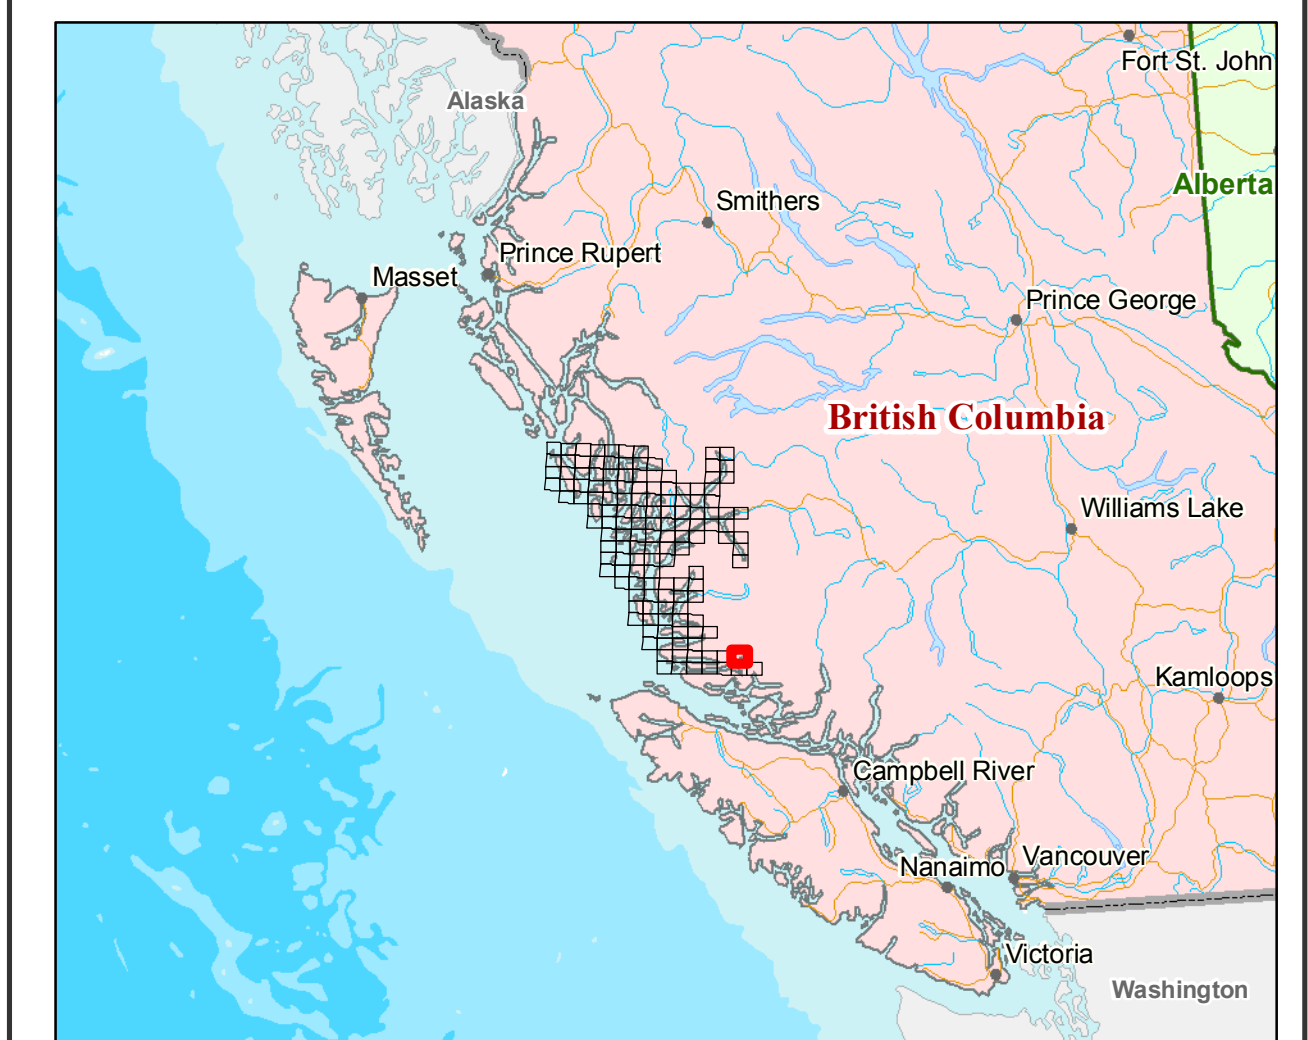 Fort St. John
Alaska
Alberta
Smithers
Prince Rupert
Masset
Prince George
British Columbia
Williams Lake
Kamloops
Campbell River
Vancouver
Nanaimo
Victoria
Washington